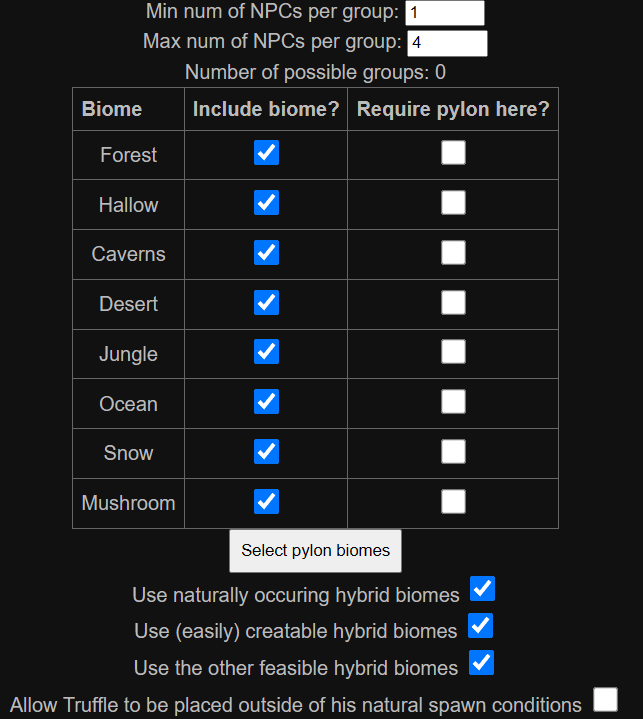 Min num of NPCs per group: 1
Max num of NPCs per group: 4
Number of possible groups: 0
Biome Include biome? Require pylon here?
Forest
Hallow
Caverns
Desert
Jungle
Ocean
Snow
Mushroom
Select pylon biomes
Use naturally occuring hybrid biomes
Use (easily) creatable hybrid biomes
Use the other feasible hybrid biomes
Allow Truffle to be placed outside of his natural spawn conditions